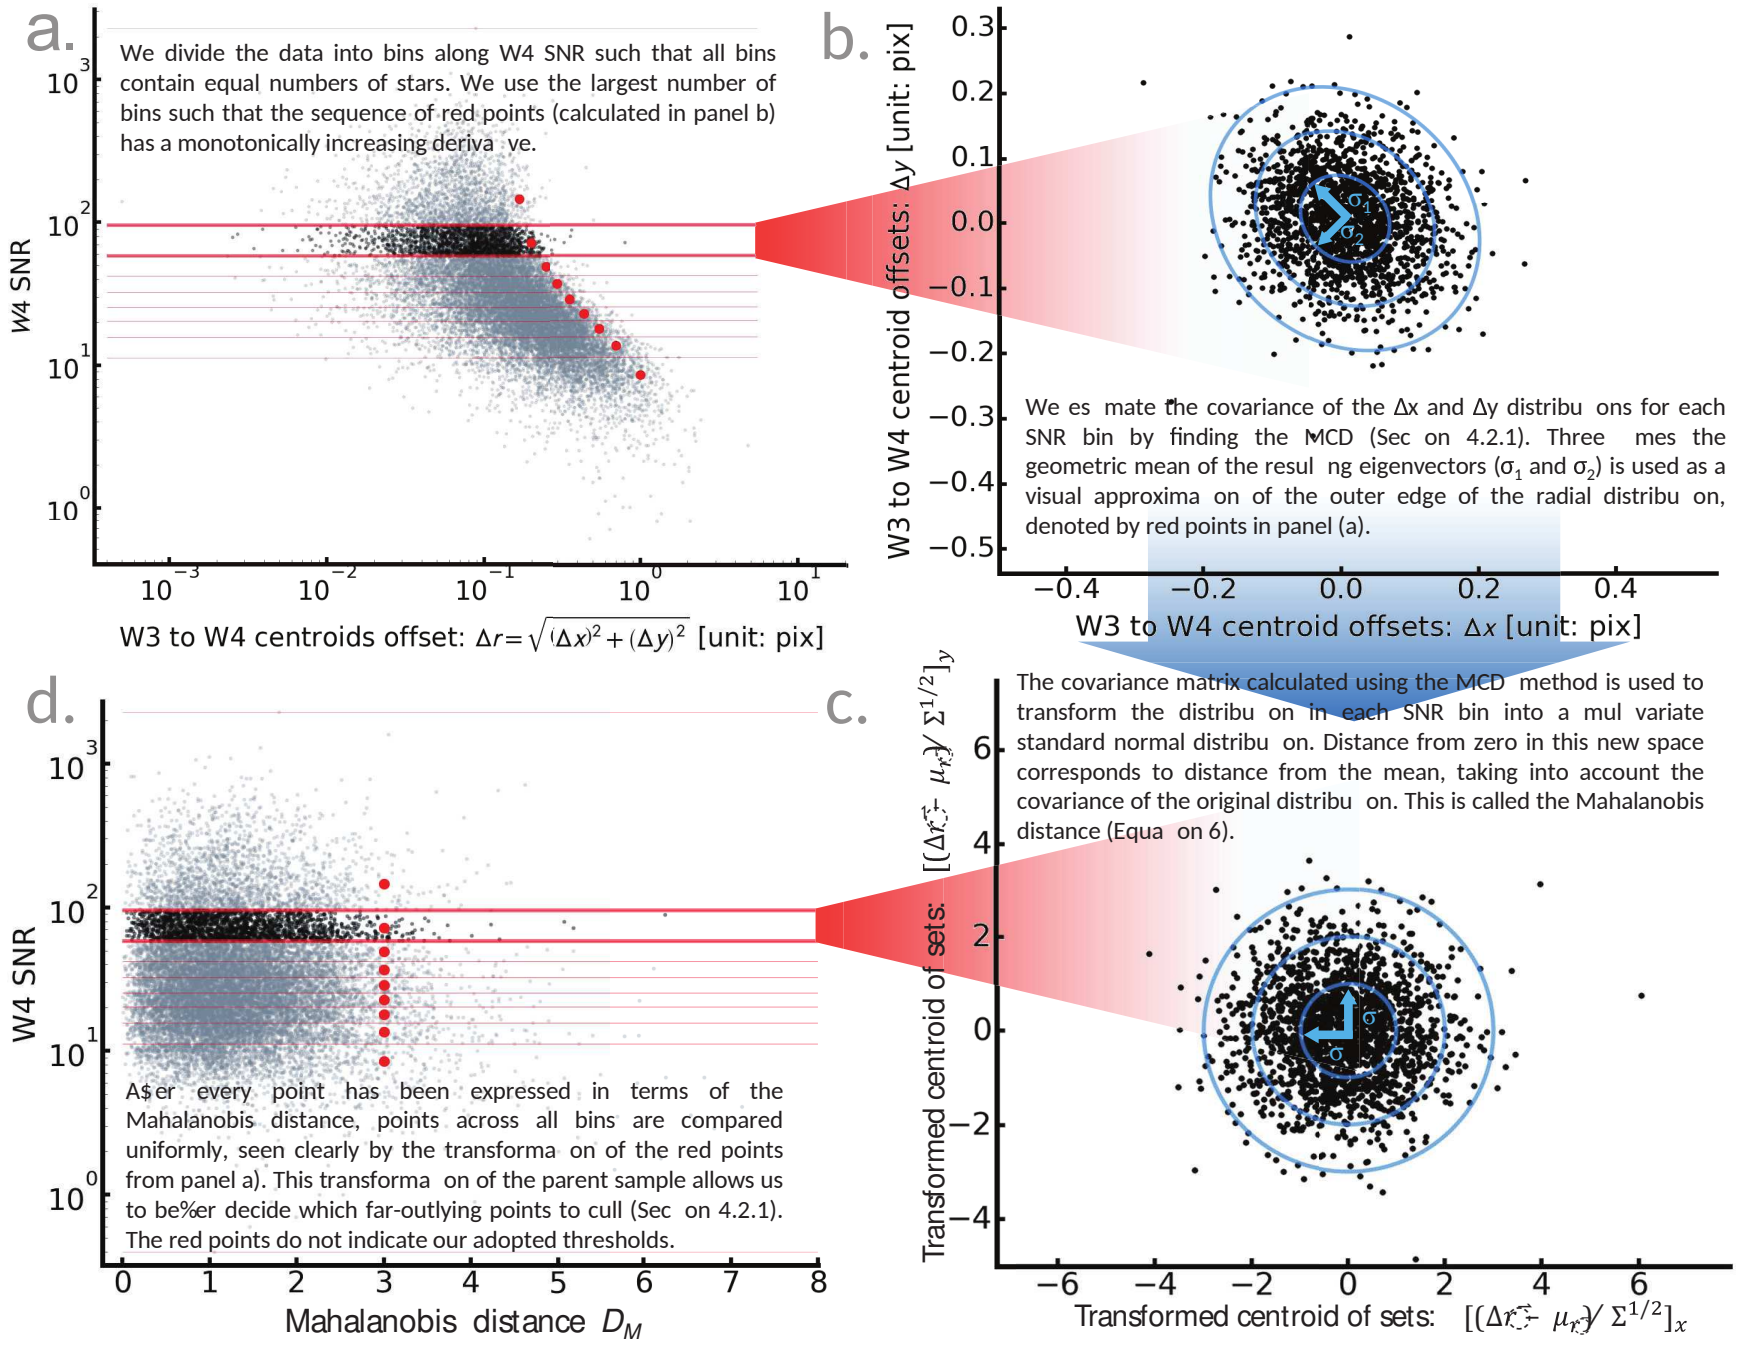 a.
We divide the data into bins along W4 SNR such that all bins
contain equal numbers of stars. We use the largest number of
bins such that the sequence of red points (calculated in panel b)
has a monotonically increasing deriva ve.
10³
10²
10¹
10⁰
W4 SNR
10⁻³ 10⁻² 10⁻¹ 10⁰ 10¹
W3 to W4 centroids offset: Δr=√(Δx)²+(Δy)² [unit: pix]
b.
W3 to W4 centroid offsets: Δy [unit: pix]
0.3
0.2
0.1
0.0
−0.1
−0.2
−0.3
−0.4
−0.5
σ₁
σ₂
We es mate the covariance of the Δx and Δy distribu ons for each
SNR bin by finding the MCD (Sec on 4.2.1). Three mes the
geometric mean of the resul ng eigenvectors (σ₁ and σ₂) is used as a
visual approxima on of the outer edge of the radial distribu on,
denoted by red points in panel (a).
−0.4 −0.2 0.0 0.2 0.4
W3 to W4 centroid offsets: Δx [unit: pix]
c.
The covariance matrix calculated using the MCD method is used to
transform the distribu on in each SNR bin into a mul variate
standard normal distribu on. Distance from zero in this new space
corresponds to distance from the mean, taking into account the
covariance of the original distribu on. This is called the Mahalanobis
distance (Equa on 6).
Transformed centroid of sets: [(Δr⃗ − μr⃗)/ Σ^1/2]y
6
4
2
0
−2
−4
σ
σ
−6 −4 −2 0 2 4 6
Transformed centroid of sets: [(Δr⃗ − μr⃗)/ Σ^1/2]x
d.
10³
10²
10¹
10⁰
W4 SNR
A$er every point has been expressed in terms of the
Mahalanobis distance, points across all bins are compared
uniformly, seen clearly by the transforma on of the red points
from panel a). This transforma on of the parent sample allows us
to be%er decide which far-outlying points to cull (Sec on 4.2.1).
The red points do not indicate our adopted thresholds.
0 1 2 3 4 5 6 7 8
Mahalanobis distance D_M